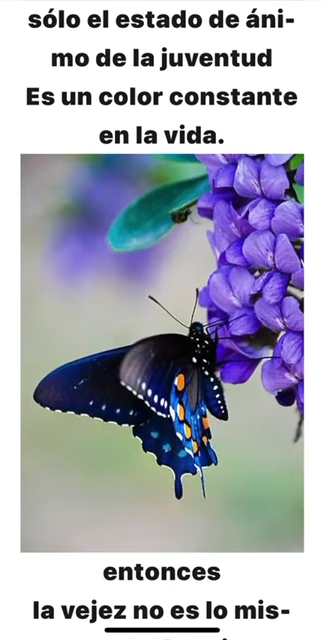 sólo el estado de áni-
mo de la juventud
Es un color constante
en la vida.
entonces
la vejez no es lo mis-